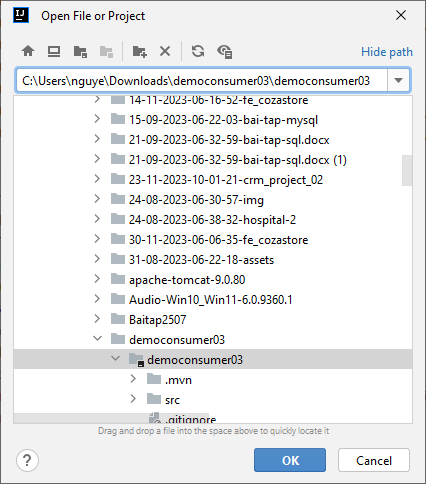 IJ Open File or Project
Hide path
C:\Users\nguye\Downloads\democonsumer03\democonsumer03
14-11-2023-06-16-52-fe_cozastore
15-09-2023-06-22-03-bai-tap-mysql
21-09-2023-06-32-59-bai-tap-sql.docx
21-09-2023-06-32-59-bai-tap-sql.docx (1)
23-11-2023-10-01-21-crm_project_02
24-08-2023-06-30-57-img
24-08-2023-06-38-32-hospital-2
30-11-2023-06-06-35-fe_cozastore
31-08-2023-06-22-18-assets
apache-tomcat-9.0.80
Audio-Win10_Win11-6.0.9360.1
Baitap2507
democonsumer03
democonsumer03
.mvn
src
.gitignore
Drag and drop a file into the space above to quickly locate it
? OK Cancel